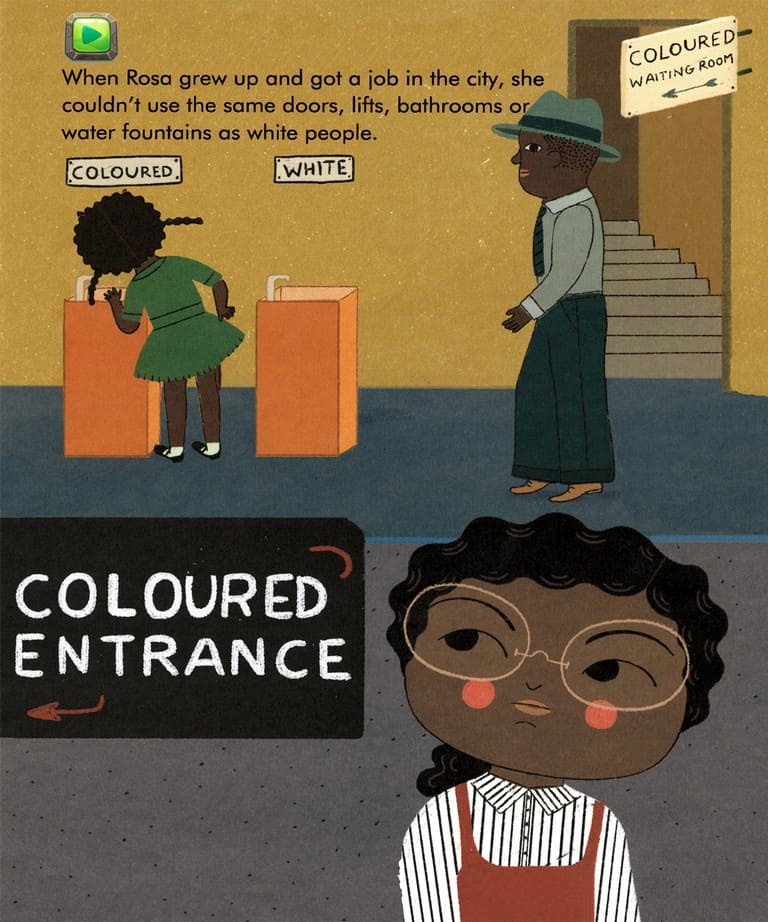 When Rosa grew up and got a job in the city, she
couldn't use the same doors, lifts, bathrooms or
water fountains as white people.
COLOURED
WAITING ROOM
COLOURED
WHITE
COLOURED
ENTRANCE